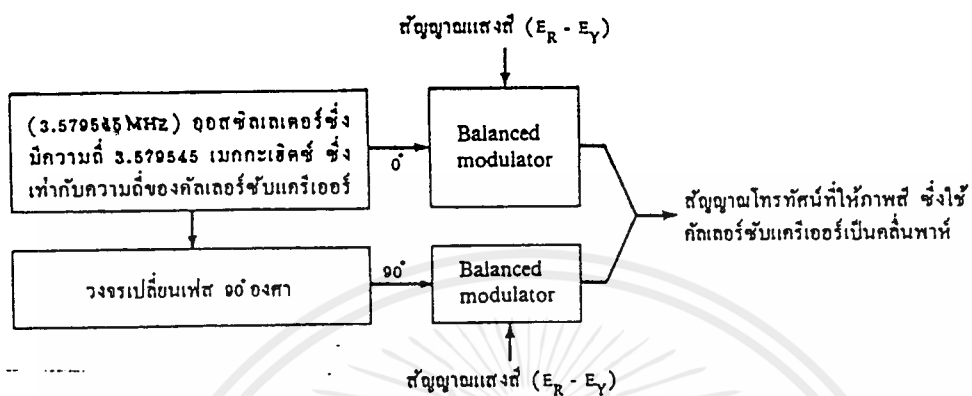 สัญญาณแสงสี (E_R - E_Y)
(3.579545 MHz) ออสซิลเลเตอร์ซึ่ง
มีความถี่ 3.579545 เมกกะเฮิตซ์ ซึ่ง
เท่ากับความถี่ของคัลเลอร์ซับแครีเออร์
0°
Balanced
modulator
สัญญาณโทรทัศน์ที่ให้ภาพสี ซึ่งใช้
คัลเลอร์ซับแครีเออร์เป็นคลื่นพาห์
วงจรเปลี่ยนเฟส 90 องศา
90°
Balanced
modulator
สัญญาณแสงสี (E_R - E_Y)